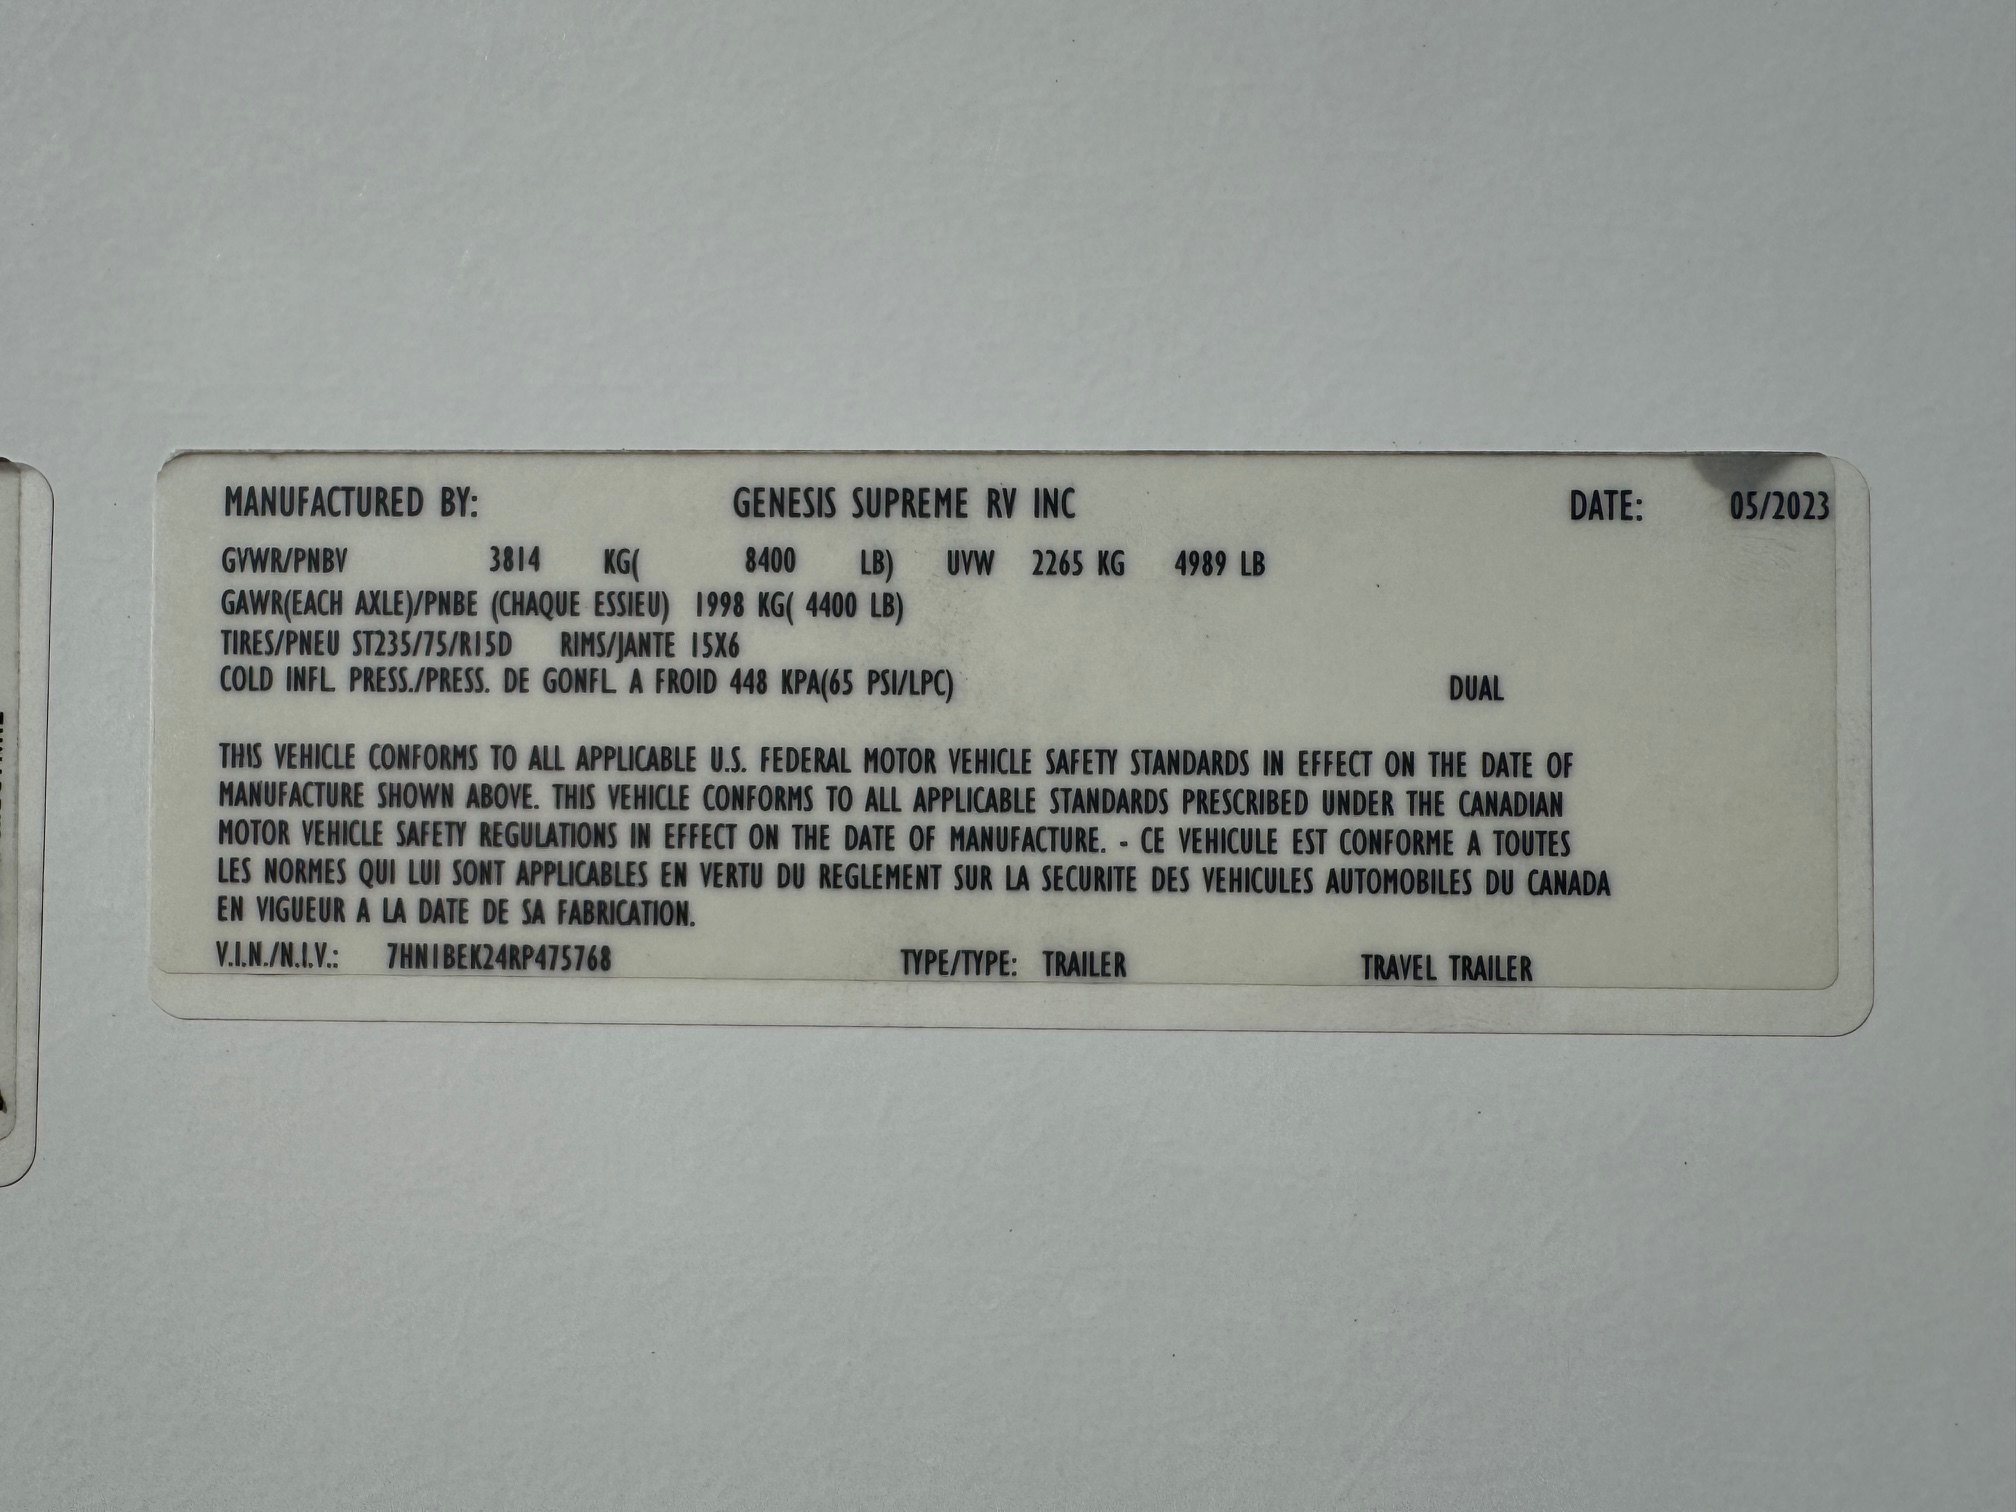 MANUFACTURED BY: GENESIS SUPREME RV INC DATE: 05/2023
GVWR/PNBV 3814 KG( 8400 LB) UVW 2265 KG 4989 LB
GAWR(EACH AXLE)/PNBE (CHAQUE ESSIEU) 1998 KG( 4400 LB)
TIRES/PNEU ST235/75/R15D RIMS/JANTE 15X6
COLD INFL. PRESS./PRESS. DE GONFL. A FROID 448 KPA(65 PSI/LPC) DUAL
THIS VEHICLE CONFORMS TO ALL APPLICABLE U.S. FEDERAL MOTOR VEHICLE SAFETY STANDARDS IN EFFECT ON THE DATE OF
MANUFACTURE SHOWN ABOVE. THIS VEHICLE CONFORMS TO ALL APPLICABLE STANDARDS PRESCRIBED UNDER THE CANADIAN
MOTOR VEHICLE SAFETY REGULATIONS IN EFFECT ON THE DATE OF MANUFACTURE. - CE VEHICULE EST CONFORME A TOUTES
LES NORMES QUI LUI SONT APPLICABLES EN VERTU DU REGLEMENT SUR LA SECURITE DES VEHICULES AUTOMOBILES DU CANADA
EN VIGUEUR A LA DATE DE SA FABRICATION.
V.I.N./N.I.V.: 7HN1BEK24RP475768 TYPE/TYPE: TRAILER TRAVEL TRAILER